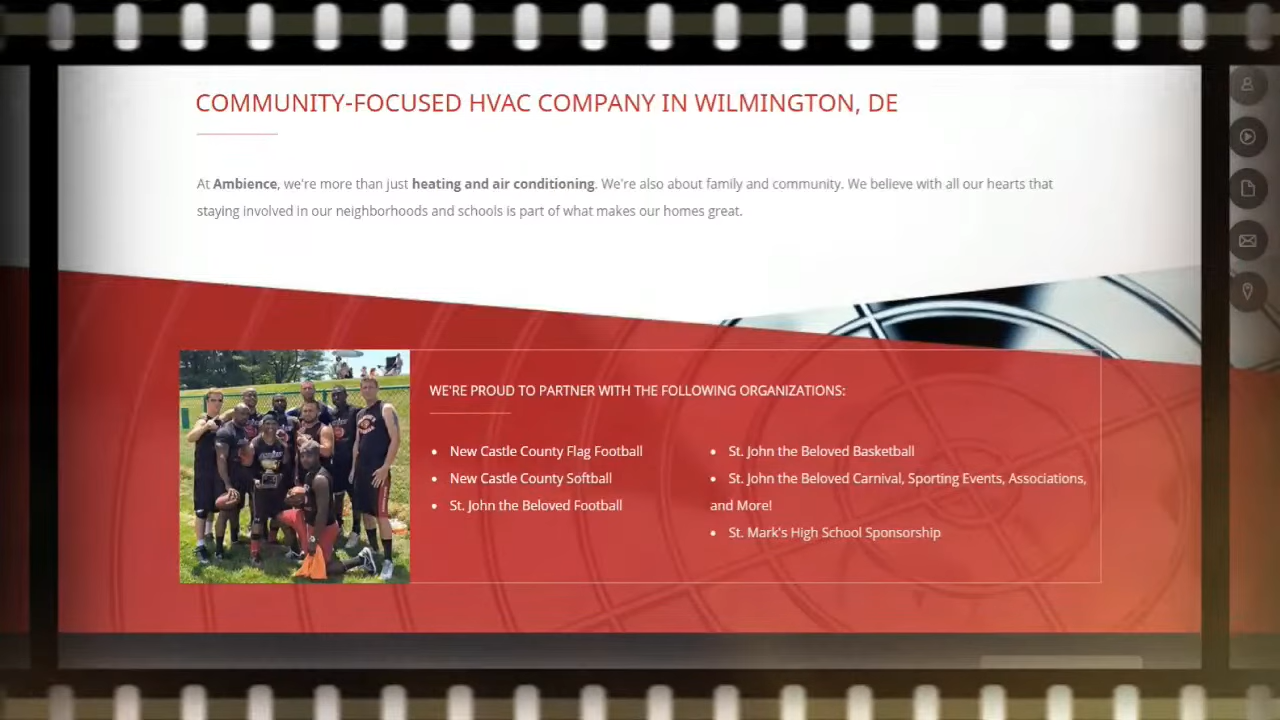 COMMUNITY-FOCUSED HVAC COMPANY IN WILMINGTON, DE
At Ambience, we're more than just heating and air conditioning. We're also about family and community. We believe with all our hearts that
staying involved in our neighborhoods and schools is part of what makes our homes great.
WE'RE PROUD TO PARTNER WITH THE FOLLOWING ORGANIZATIONS:
• New Castle County Flag Football
• New Castle County Softball
• St. John the Beloved Football
• St. John the Beloved Basketball
• St. John the Beloved Carnival, Sporting Events, Associations,
and More!
• St. Mark's High School Sponsorship